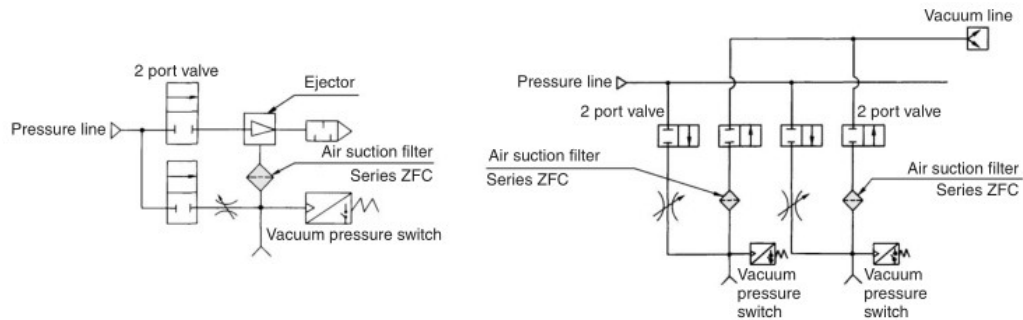 2 port valve
Ejector
Pressure line
Air suction filter
Series ZFC
Vacuum pressure switch
Vacuum line
Pressure line
2 port valve
2 port valve
Air suction filter
Series ZFC
Air suction filter
Series ZFC
Vacuum
pressure
switch
Vacuum
pressure
switch